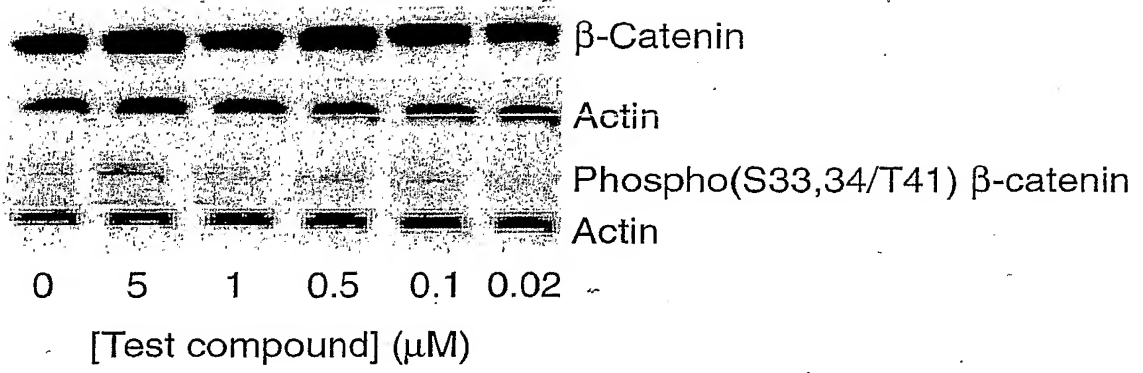 β-Catenin
Actin
Phospho(S33,34/T41) β-catenin
Actin
0 5 1 0.5 0.1 0.02
[Test compound] (μM)